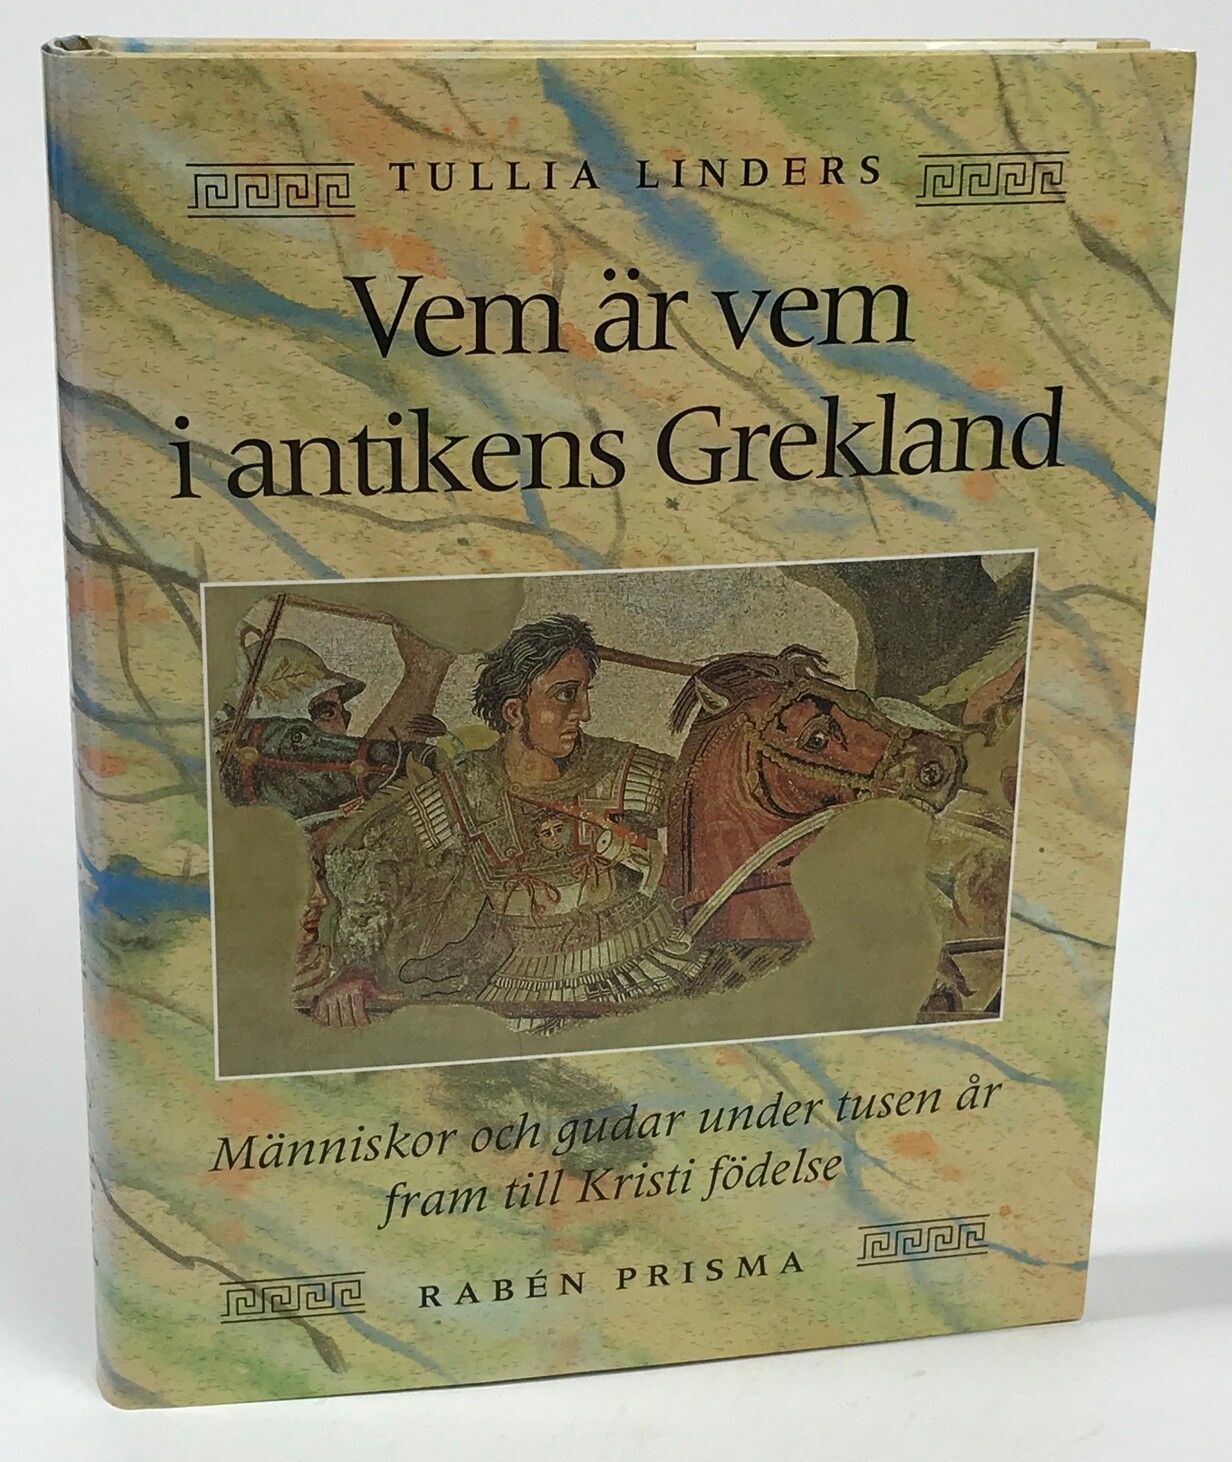 TULLIA LINDERS
Vem är vem
i antikens Grekland
Människor och gudar under tusen år
fram till Kristi födelse
RABÉN PRISMA